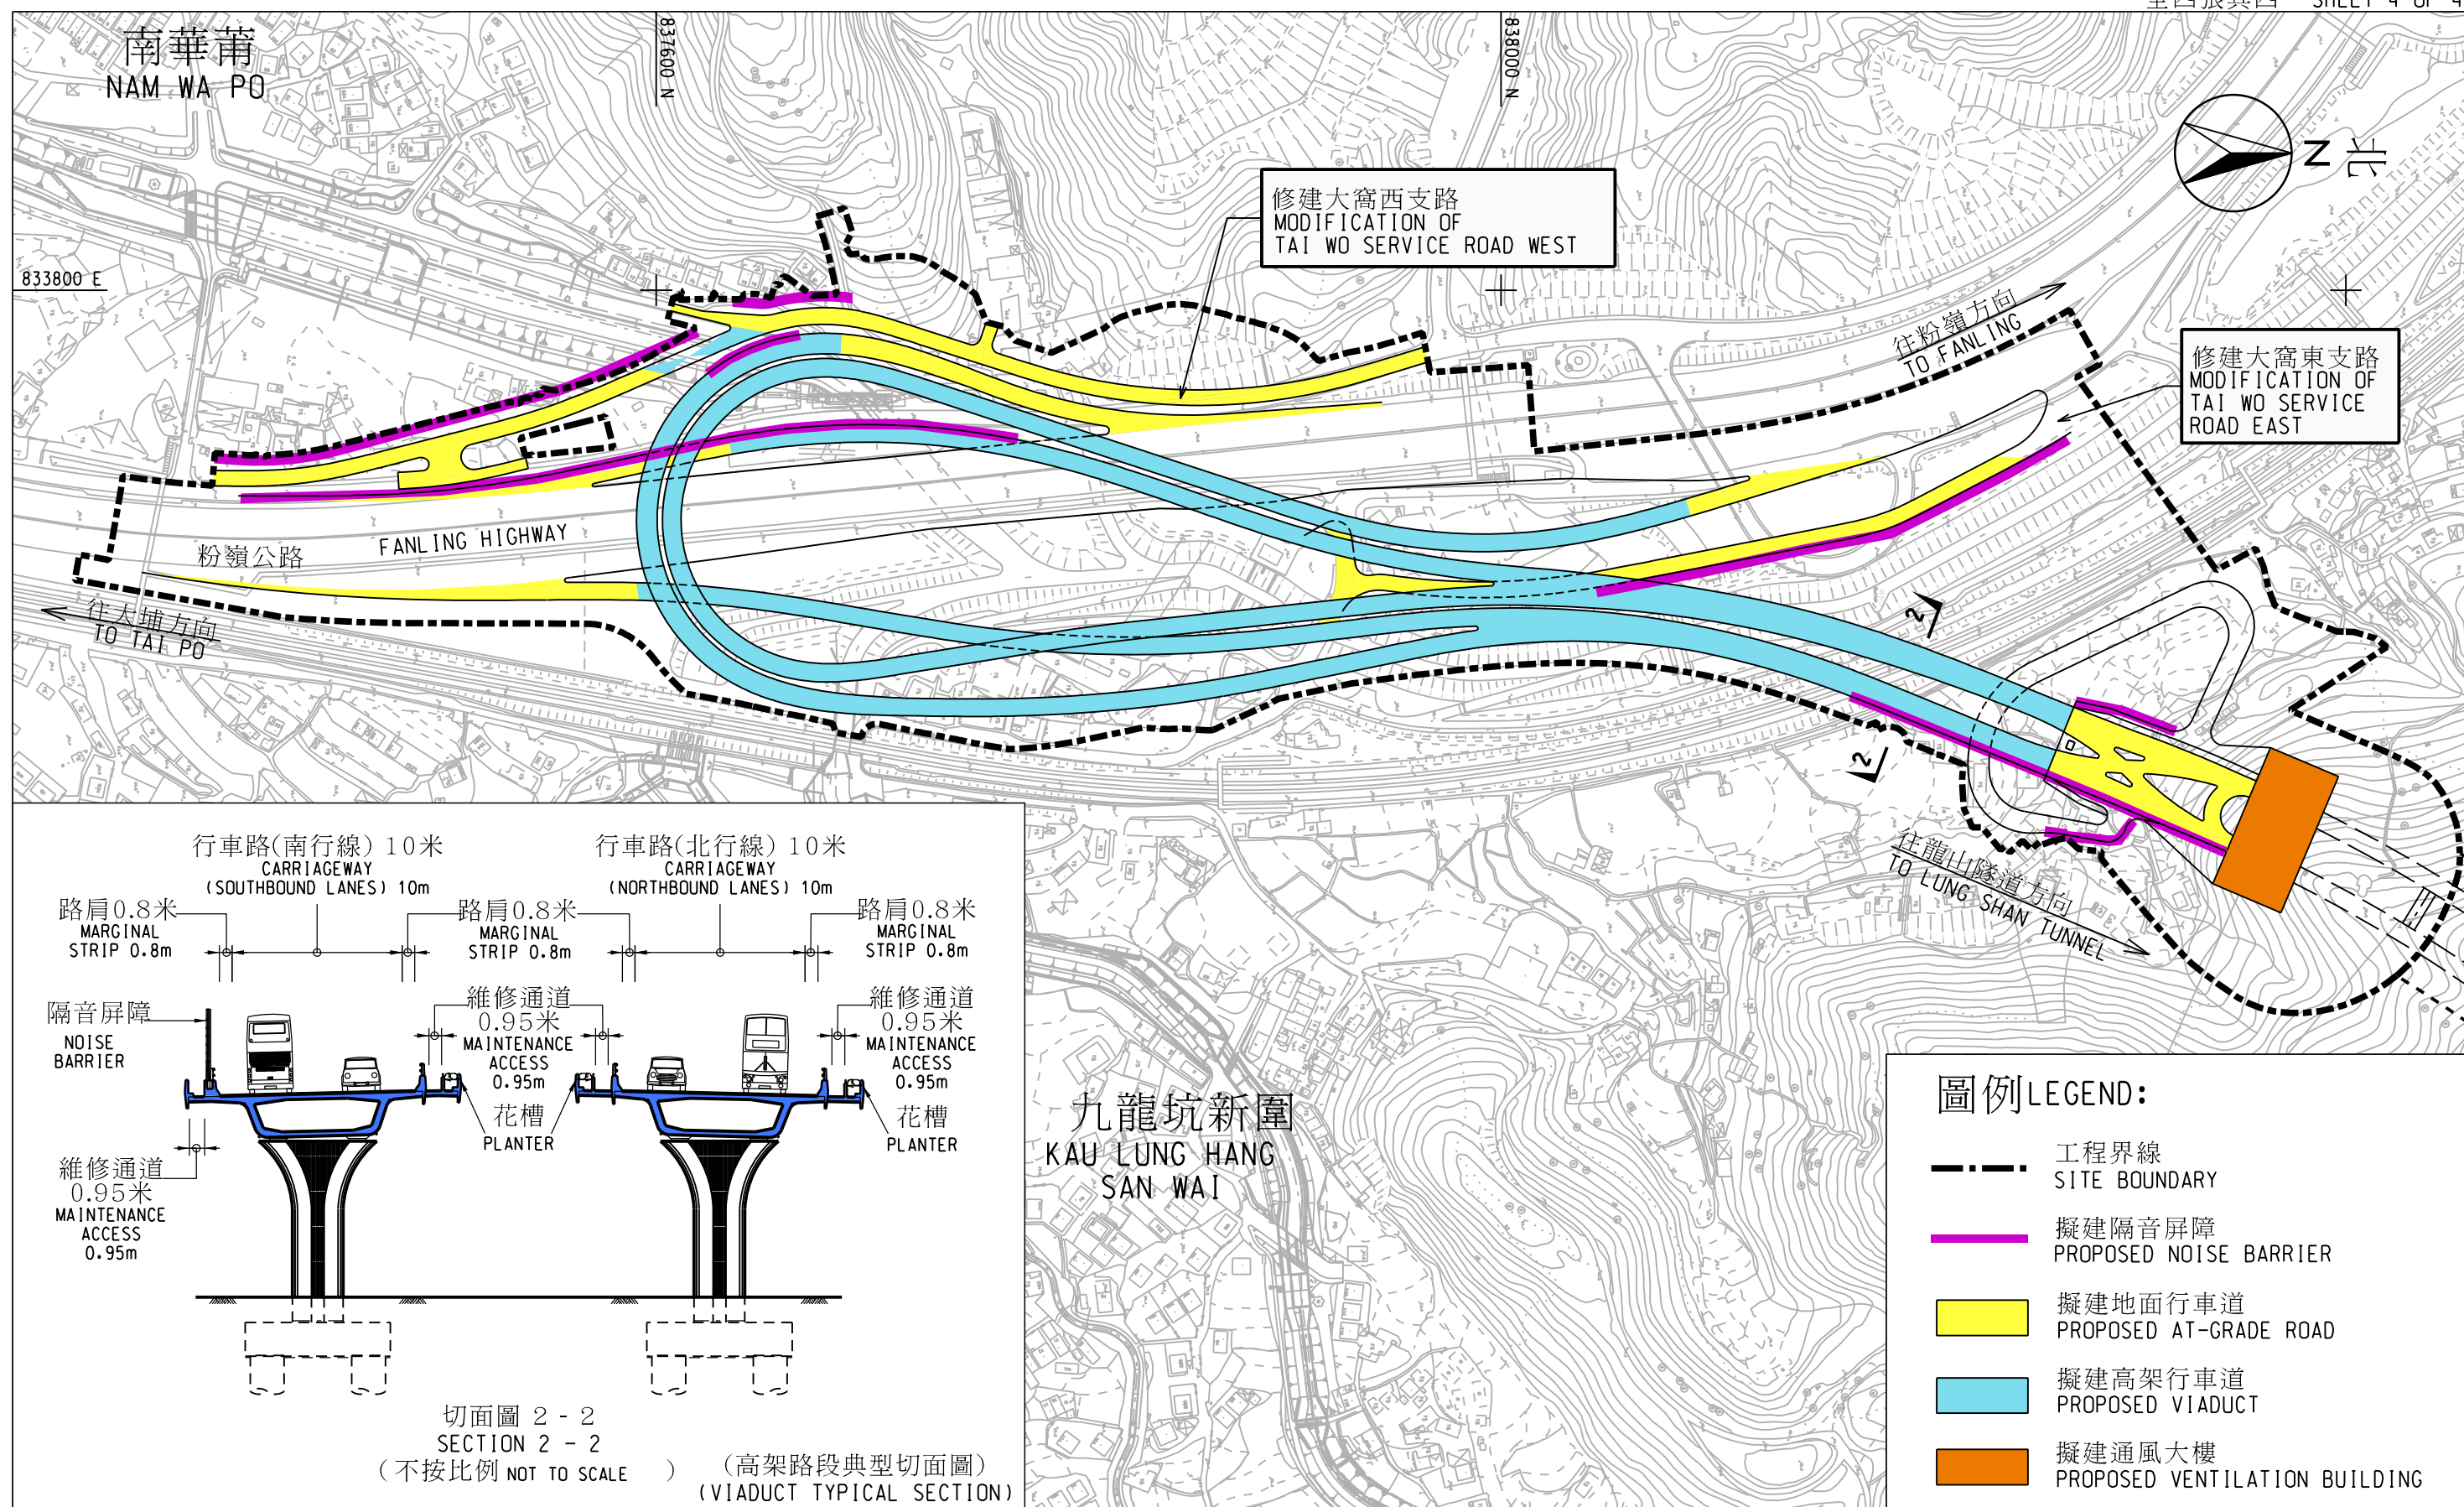 至四張其四 SHEET 4 OF 4
南華莆
NAM WA PO
837600 N
838000 N
833800 E
N 北
修建大窩西支路
MODIFICATION OF
TAI WO SERVICE ROAD WEST
往粉嶺方向
TO FANLING
修建大窩東支路
MODIFICATION OF
TAI WO SERVICE
ROAD EAST
粉嶺公路
FANLING HIGHWAY
往大埔方向
TO TAI PO
2
2
往龍山隧道方向
TO LUNG SHAN TUNNEL
九龍坑新圍
KAU LUNG HANG
SAN WAI
行車路(南行線) 10米
CARRIAGEWAY
(SOUTHBOUND LANES) 10m
行車路(北行線) 10米
CARRIAGEWAY
(NORTHBOUND LANES) 10m
路肩0.8米
MARGINAL
STRIP 0.8m
路肩0.8米
MARGINAL
STRIP 0.8m
路肩0.8米
MARGINAL
STRIP 0.8m
隔音屏障
NOISE
BARRIER
維修通道
0.95米
MAINTENANCE
ACCESS
0.95m
維修通道
0.95米
MAINTENANCE
ACCESS
0.95m
花槽
PLANTER
花槽
PLANTER
維修通道
0.95米
MAINTENANCE
ACCESS
0.95m
切面圖 2 - 2
SECTION 2 - 2
(不按比例 NOT TO SCALE )
(高架路段典型切面圖)
(VIADUCT TYPICAL SECTION)
圖例 LEGEND:
工程界線
SITE BOUNDARY
擬建隔音屏障
PROPOSED NOISE BARRIER
擬建地面行車道
PROPOSED AT-GRADE ROAD
擬建高架行車道
PROPOSED VIADUCT
擬建通風大樓
PROPOSED VENTILATION BUILDING